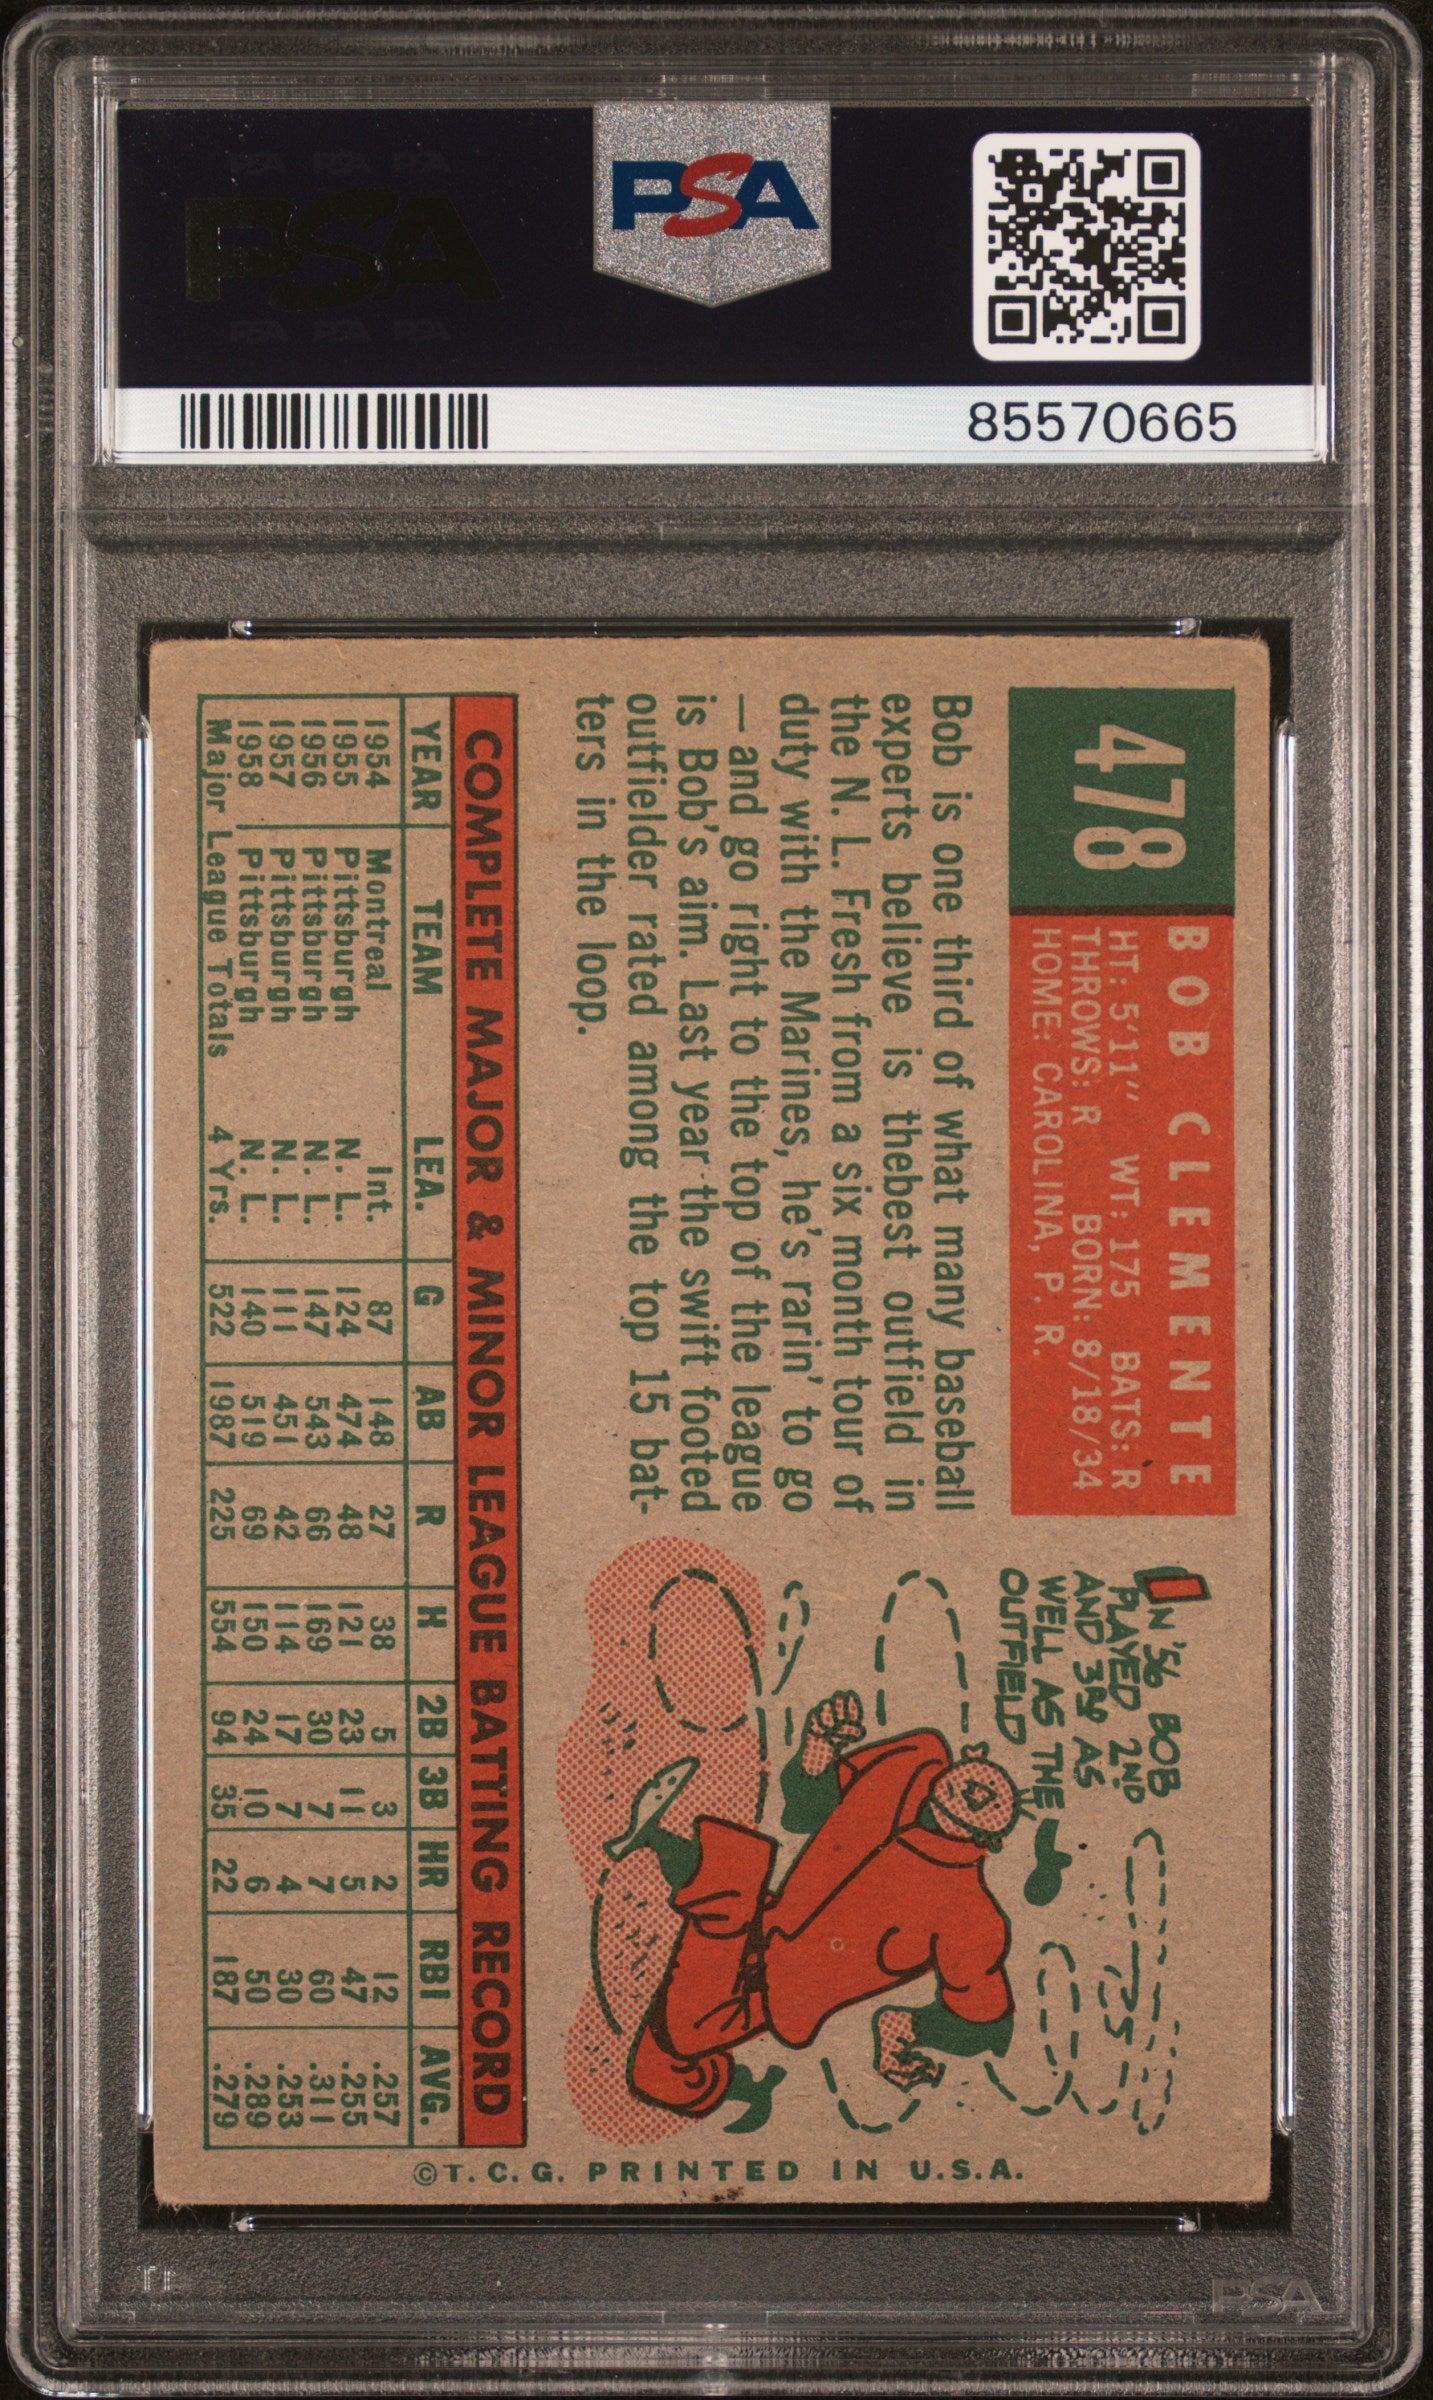 PSA PSA PSA
PSA
PSA PSA PSA
PSA
85570665
478
BOB CLEMENTE
HT: 5'11" WT: 175 BATS: R
THROWS: R BORN: 8/18/34
HOME: CAROLINA, P. R.
Bob is one third of what many baseball
experts believe is thebest outfield in
the N. L. Fresh from a six month tour of
duty with the Marines, he's rarin' to go
—and go right to the top of the league
is Bob's aim. Last year the swift footed
outfielder rated among the top 15 bat-
ters in the loop.
IN '56 BOB
PLAYED 2ND
AND 3RD AS
WELL AS THE
OUTFIELD
COMPLETE MAJOR & MINOR LEAGUE BATTING RECORD
YEAR TEAM LEA. G AB R H 2B 3B HR RBI AVG.
1954 Montreal Int. 87 148 27 38 5 3 2 12 .257
1955 Pittsburgh N. L. 124 474 48 121 23 11 5 47 .255
1956 Pittsburgh N. L. 147 543 66 169 30 7 7 60 .311
1957 Pittsburgh N. L. 111 451 42 114 17 7 4 30 .253
1958 Pittsburgh N. L. 140 519 69 150 24 10 6 50 .289
Major League Totals 4 Yrs. 522 1987 225 554 94 35 22 187 .279
©T. C. G. PRINTED IN U.S.A.
PSA